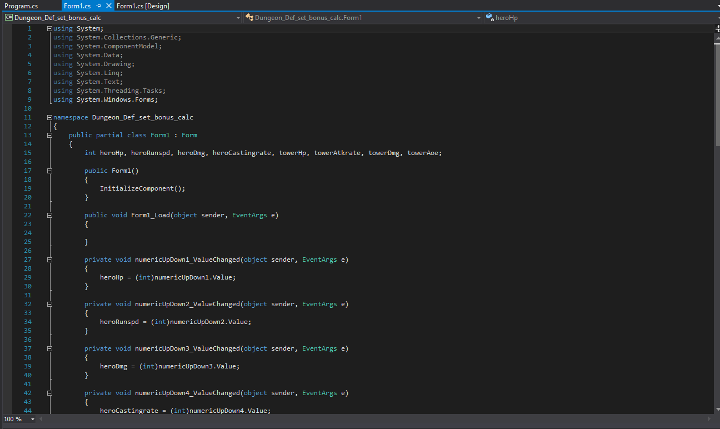 Program.cs Form1.cs Form1.cs [Design]
Dungeon_Def_set_bonus_calc Dungeon_Def_set_bonus_calc.Form1 heroHp
1 using System;
2 using System.Collections.Generic;
3 using System.ComponentModel;
4 using System.Data;
5 using System.Drawing;
6 using System.Linq;
7 using System.Text;
8 using System.Threading.Tasks;
9 using System.Windows.Forms;
10
11 namespace Dungeon_Def_set_bonus_calc
12 {
13 public partial class Form1 : Form
14 {
15 int heroHp, heroRunspd, heroDmg, heroCastingrate, towerHp, towerAtkrate, towerDmg, towerAoe;
16
17 public Form1()
18 {
19 InitializeComponent();
20 }
21
22 public void Form1_Load(object sender, EventArgs e)
23 {
24
25 }
26
27 private void numericUpDown1_ValueChanged(object sender, EventArgs e)
28 {
29 heroHp = (int)numericUpDown1.Value;
30 }
31
32 private void numericUpDown2_ValueChanged(object sender, EventArgs e)
33 {
34 heroRunspd = (int)numericUpDown2.Value;
35 }
36
37 private void numericUpDown3_ValueChanged(object sender, EventArgs e)
38 {
39 heroDmg = (int)numericUpDown3.Value;
40 }
41
42 private void numericUpDown4_ValueChanged(object sender, EventArgs e)
43 {
44 heroCastingrate = (int)numericUpDown4.Value;
100 %